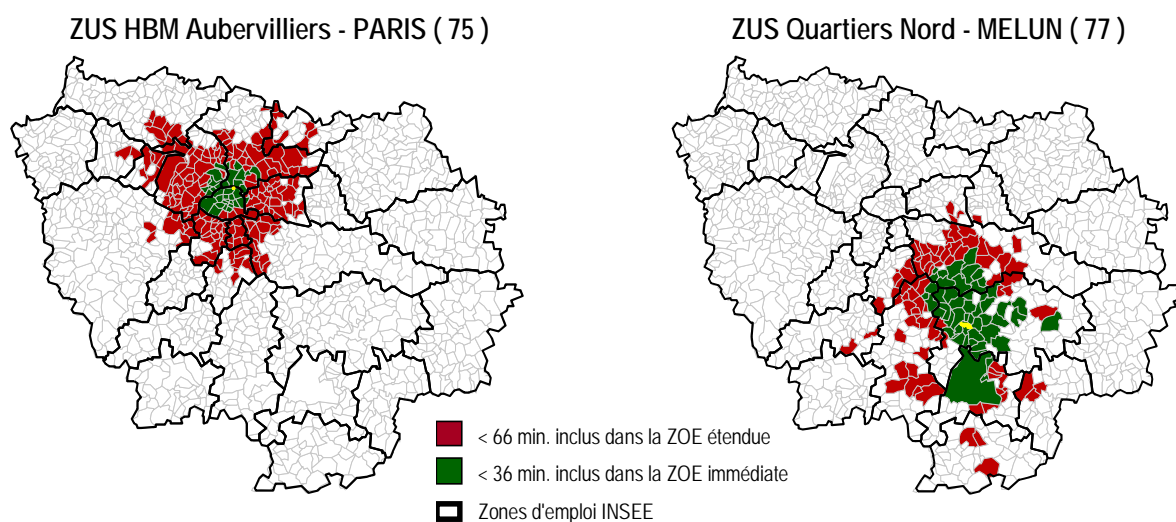 ZUS HBM Aubervilliers - PARIS ( 75 )
ZUS Quartiers Nord - MELUN ( 77 )
< 66 min. inclus dans la ZOE étendue
< 36 min. inclus dans la ZOE immédiate
Zones d'emploi INSEE